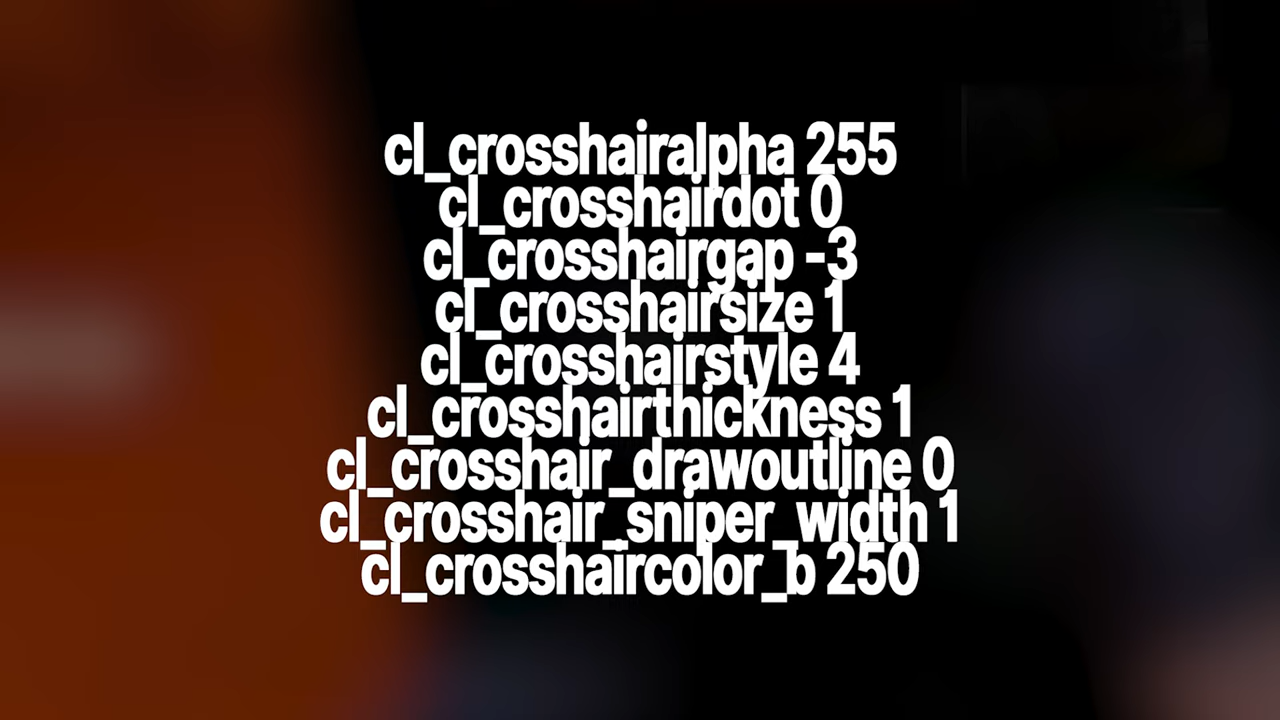 cl_crosshairalpha 255
cl_crosshairdot 0
cl_crosshairgap -3
cl_crosshairsize 1
cl_crosshairstyle 4
cl_crosshairthickness 1
cl_crosshair_drawoutline 0
cl_crosshair_sniper_width 1
cl_crosshaircolor_b 250